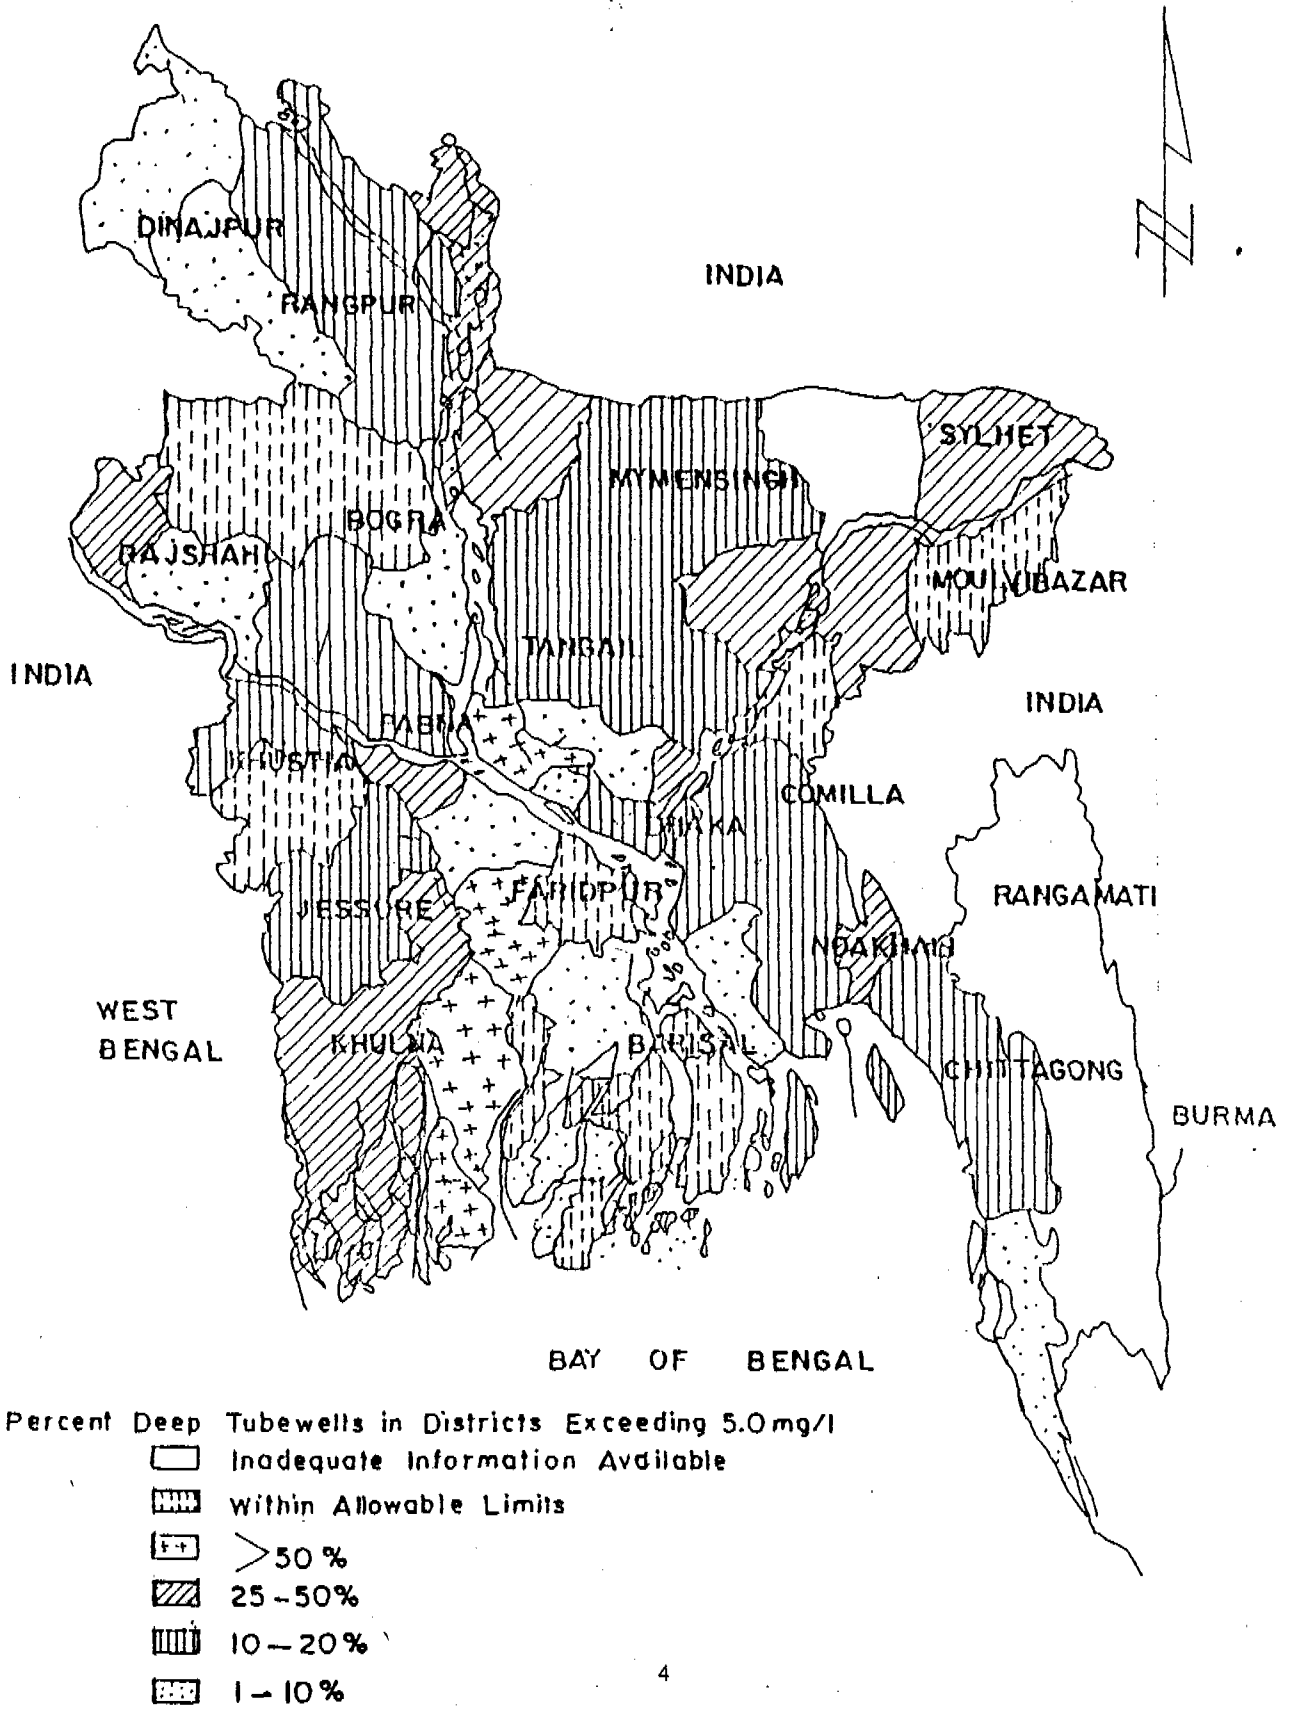 INDIA
DINAJPUR
RANGPUR
SYLHET
MYMENSINGH
BOGRA
RAJSHAHI
MOULVIBAZAR
TANGAIL
INDIA
INDIA
PABNA
KHUSTIA
COMILLA
DHAKA
FARIDPUR
RANGAMATI
JESSURE
NOAKHALI
WEST
BENGAL
KHULNA
BARISAL
CHITTAGONG
BURMA
BAY OF BENGAL
Percent Deep Tubewells in Districts Exceeding 5.0mg/l
Inadequate Information Available
Within Allowable Limits
>50%
25-50%
10-20%
1-10%
4